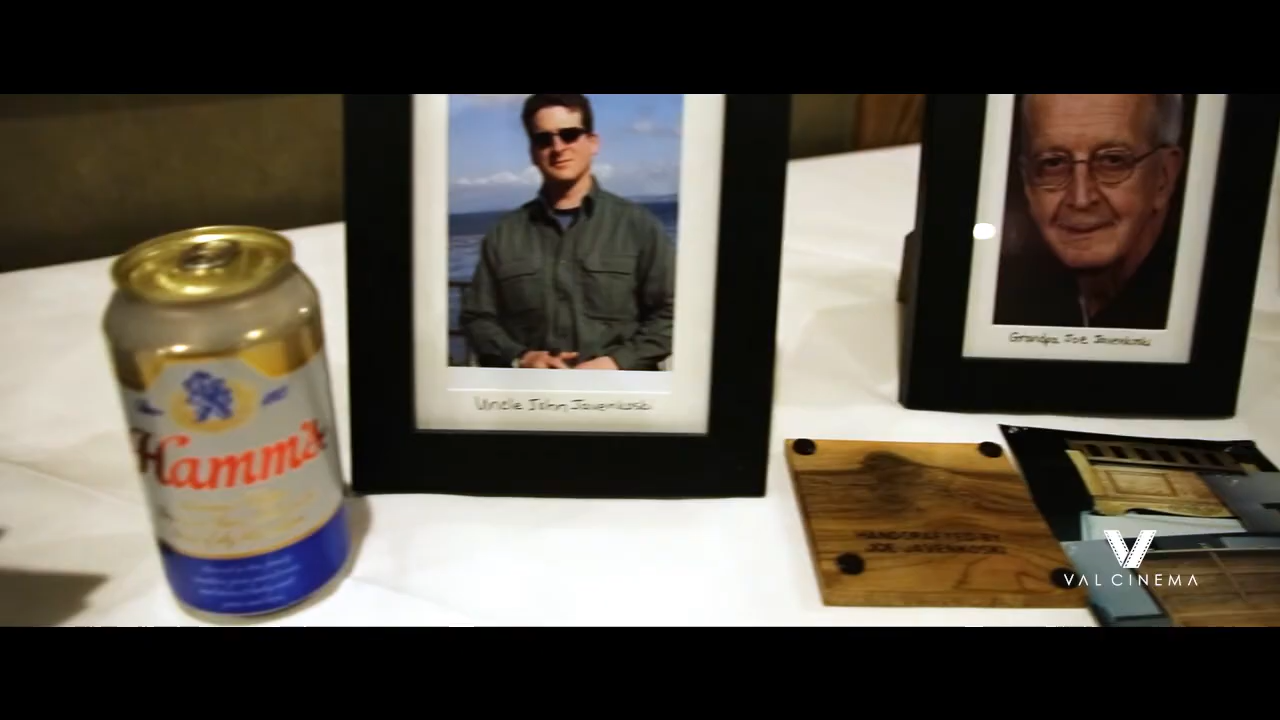 Hamm's
Uncle John Javenkoski
Grandpa Joe Javenkoski
HANDCRAFTED BY
JOE JAVENKOSKI
VAL CINEMA